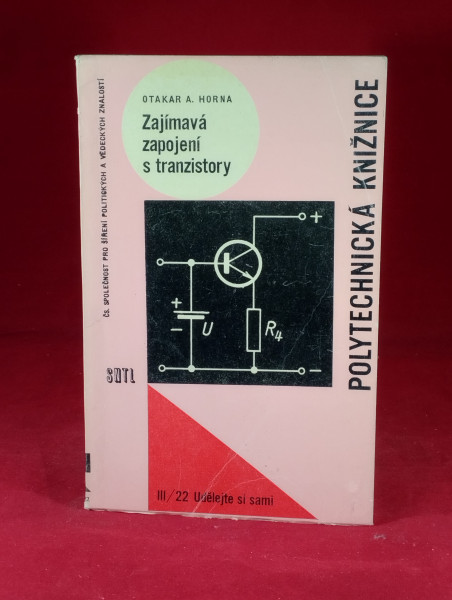 OTAKAR A. HORNA
Zajímavá
zapojení
s tranzistory
ČS. SPOLEČNOST PRO ŠÍŘENÍ POLITICKÝCH A VĚDECKÝCH ZNALOSTÍ
POLYTECHNICKÁ KNIŽNICE
+
+
− U
R4
−
SNTL
III/22 Udělejte si sami